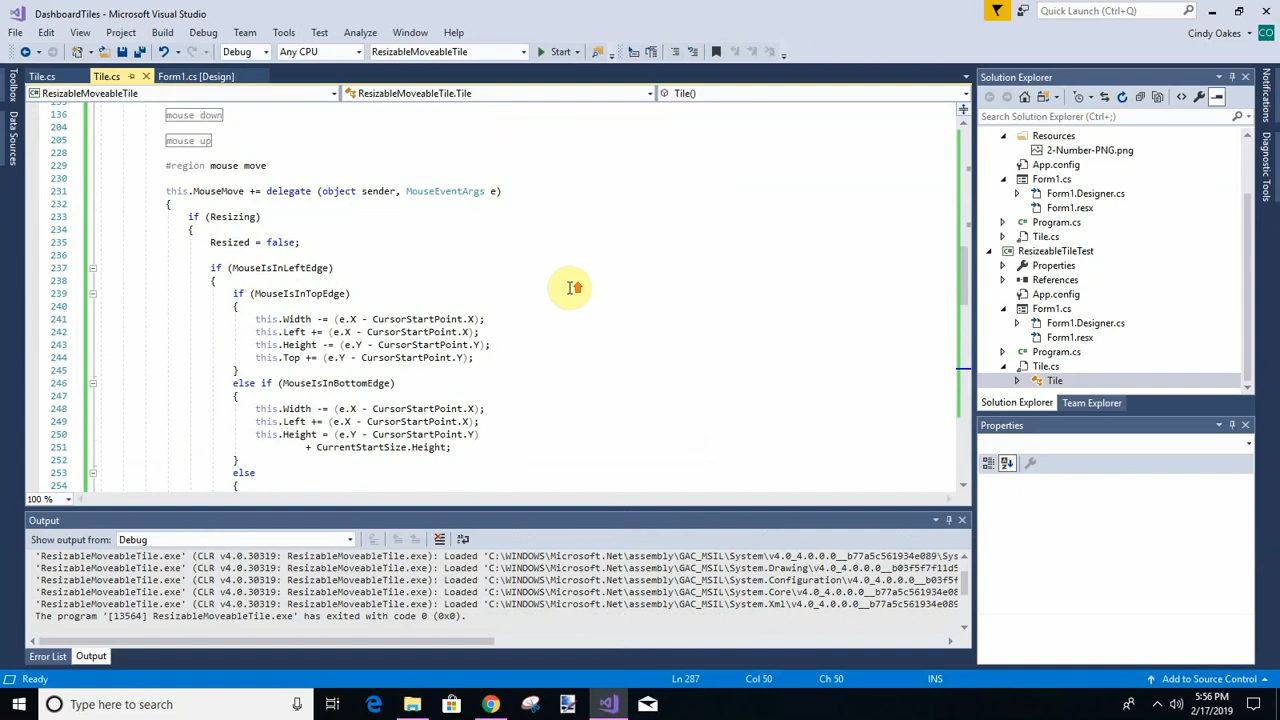 DashboardTiles - Microsoft Visual Studio
Quick Launch (Ctrl+Q)
File Edit View Project Build Debug Team Tools Test Analyze Window Help
Cindy Oakes CO
Debug Any CPU ResizableMoveableTile Start
Tile.cs Tile.cs Form1.cs [Design]
ResizableMoveableTile ResizableMoveableTile.Tile Tile()
Toolbox
Data Sources
136 mouse down
204
205 mouse up
228
229 #region mouse move
230
231 this.MouseMove += delegate (object sender, MouseEventArgs e)
232 {
233 if (Resizing)
234 {
235 Resized = false;
236
237 if (MouseIsInLeftEdge)
238 {
239 if (MouseIsInTopEdge)
240 {
241 this.Width -= (e.X - CursorStartPoint.X);
242 this.Left += (e.X - CursorStartPoint.X);
243 this.Height -= (e.Y - CursorStartPoint.Y);
244 this.Top += (e.Y - CursorStartPoint.Y);
245 }
246 else if (MouseIsInBottomEdge)
247 {
248 this.Width -= (e.X - CursorStartPoint.X);
249 this.Left += (e.X - CursorStartPoint.X);
250 this.Height = (e.Y - CursorStartPoint.Y)
251 + CurrentStartSize.Height;
252 }
253 else
254 {
100 %
Solution Explorer
Search Solution Explorer (Ctrl+;)
Resources
2-Number-PNG.png
App.config
Form1.cs
Form1.Designer.cs
Form1.resx
Program.cs
Tile.cs
ResizeableTileTest
Properties
References
App.config
Form1.cs
Form1.Designer.cs
Form1.resx
Program.cs
Tile.cs
Tile
Solution Explorer Team Explorer
Properties
Notifications
Diagnostic Tools
Output
Show output from: Debug
'ResizableMoveableTile.exe' (CLR v4.0.30319: ResizableMoveableTile.exe): Loaded 'C:\WINDOWS\Microsoft.Net\assembly\GAC_MSIL\System\v4.0_4.0.0.0__b77a5c561934e089\Sy
'ResizableMoveableTile.exe' (CLR v4.0.30319: ResizableMoveableTile.exe): Loaded 'C:\WINDOWS\Microsoft.Net\assembly\GAC_MSIL\System.Drawing\v4.0_4.0.0.0__b03f5f7f11d5
'ResizableMoveableTile.exe' (CLR v4.0.30319: ResizableMoveableTile.exe): Loaded 'C:\WINDOWS\Microsoft.Net\assembly\GAC_MSIL\System.Configuration\v4.0_4.0.0.0__b03f5f
'ResizableMoveableTile.exe' (CLR v4.0.30319: ResizableMoveableTile.exe): Loaded 'C:\WINDOWS\Microsoft.Net\assembly\GAC_MSIL\System.Core\v4.0_4.0.0.0__b77a5c561934e08
'ResizableMoveableTile.exe' (CLR v4.0.30319: ResizableMoveableTile.exe): Loaded 'C:\WINDOWS\Microsoft.Net\assembly\GAC_MSIL\System.Xml\v4.0_4.0.0.0__b77a5c561934e089
The program '[13564] ResizableMoveableTile.exe' has exited with code 0 (0x0).
Error List Output
Ready Ln 287 Col 50 Ch 50 INS Add to Source Control
Type here to search
5:56 PM
2/17/2019